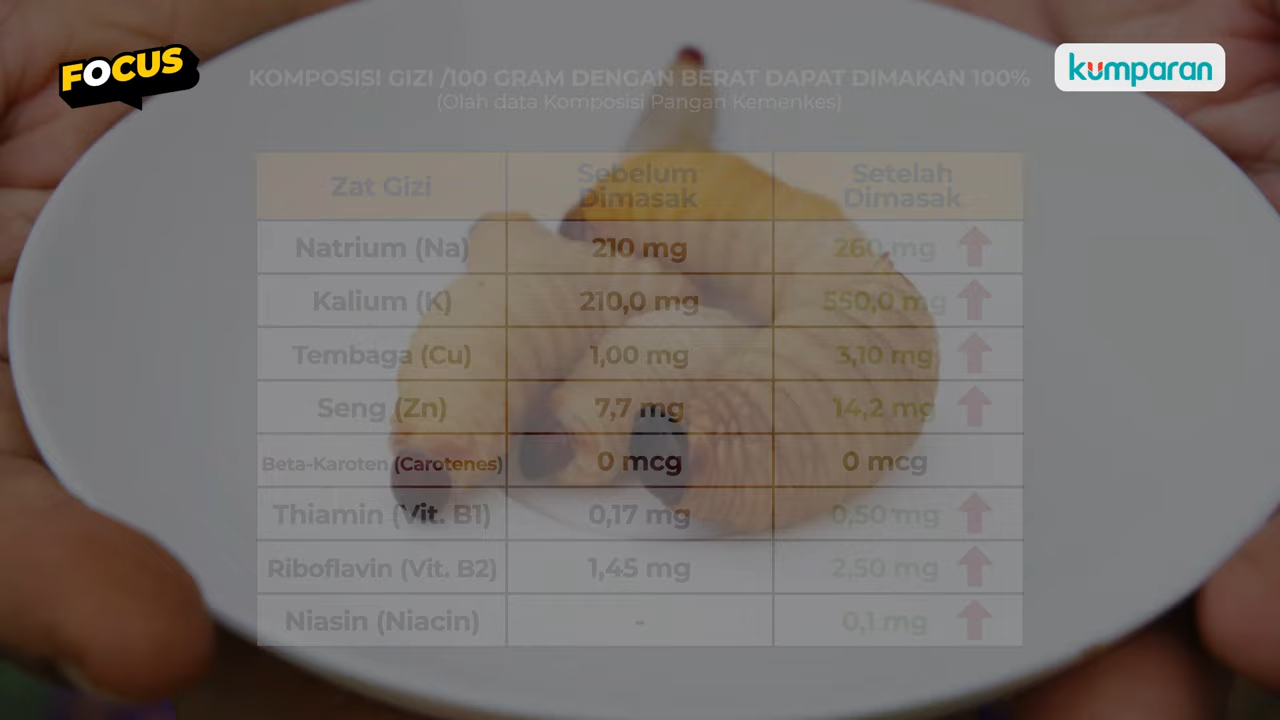 FOCUS
kumparan
KOMPOSISI GIZI /100 GRAM DENGAN BERAT DAPAT DIMAKAN 100%
(Olah data Komposisi Pangan Kemenkes)
Zat Gizi
Sebelum
Dimasak
Setelah
Dimasak
Natrium (Na) 210 mg 260 mg
Kalium (K) 210,0 mg 550,0 mg
Tembaga (Cu) 1,00 mg 3,10 mg
Seng (Zn) 7,7 mg 14,2 mg
Beta-Karoten (Carotenes) 0 mcg 0 mcg
Thiamin (Vit. B1) 0,17 mg 0,50 mg
Riboflavin (Vit. B2) 1,45 mg 2,50 mg
Niasin (Niacin) - 0,1 mg